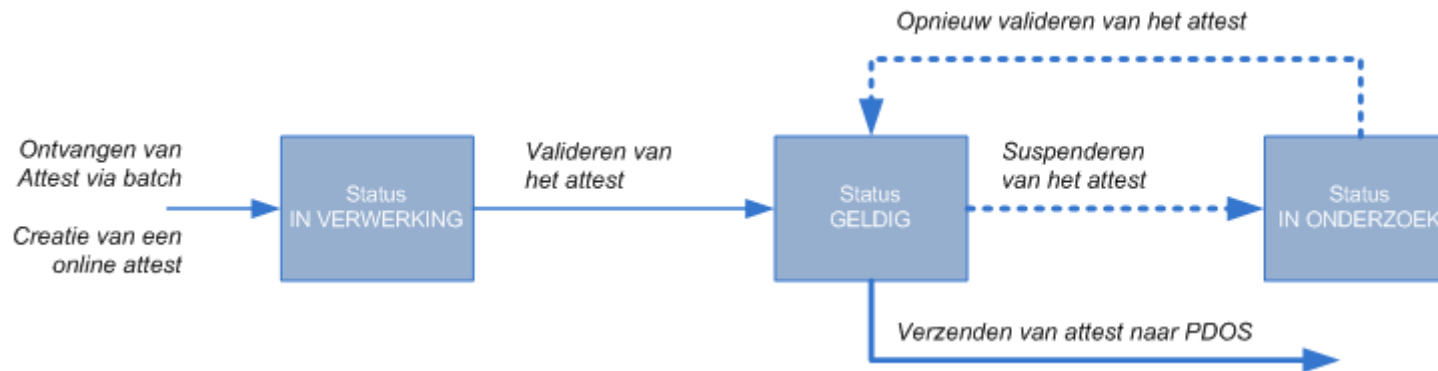 Opnieuw valideren van het attest
Ontvangen van
Attest via batch
Creatie van een
online attest
Status
IN VERWERKING
Valideren van
het attest
Status
GELDIG
Suspenderen
van het attest
Status
IN ONDERZOEK
Verzenden van attest naar PDOS